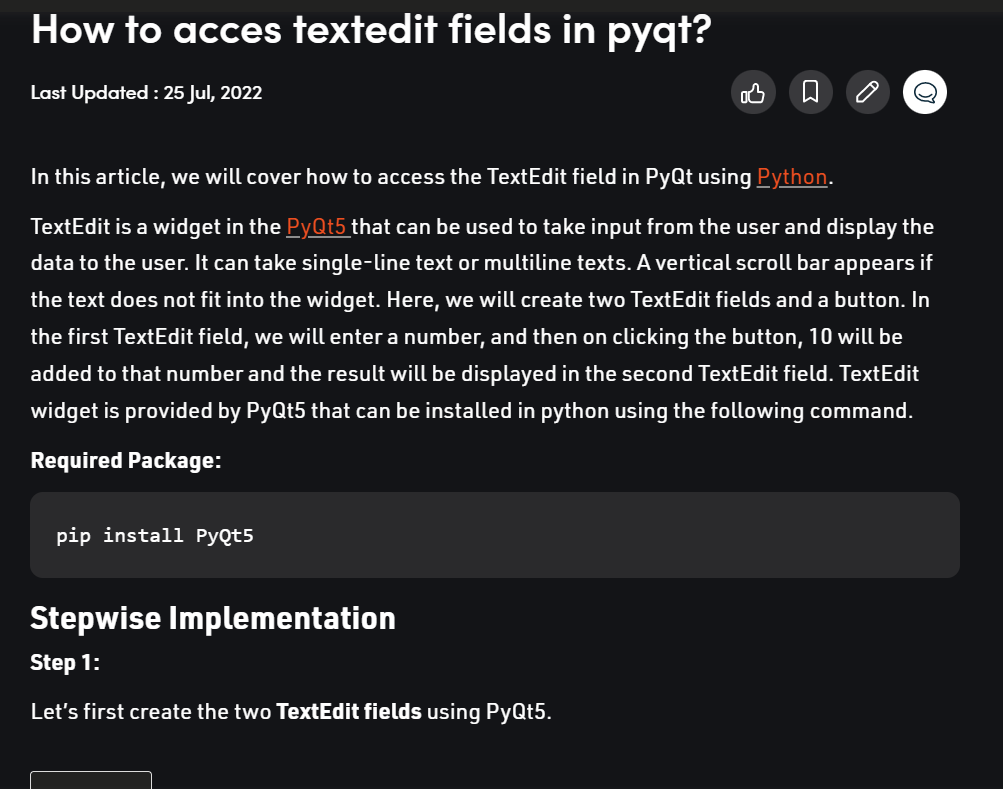 How to acces textedit fields in pyqt?
Last Updated : 25 Jul, 2022
In this article, we will cover how to access the TextEdit field in PyQt using Python.
TextEdit is a widget in the PyQt5 that can be used to take input from the user and display the
data to the user. It can take single-line text or multiline texts. A vertical scroll bar appears if
the text does not fit into the widget. Here, we will create two TextEdit fields and a button. In
the first TextEdit field, we will enter a number, and then on clicking the button, 10 will be
added to that number and the result will be displayed in the second TextEdit field. TextEdit
widget is provided by PyQt5 that can be installed in python using the following command.
Required Package:
pip install PyQt5
Stepwise Implementation
Step 1:
Let's first create the two TextEdit fields using PyQt5.